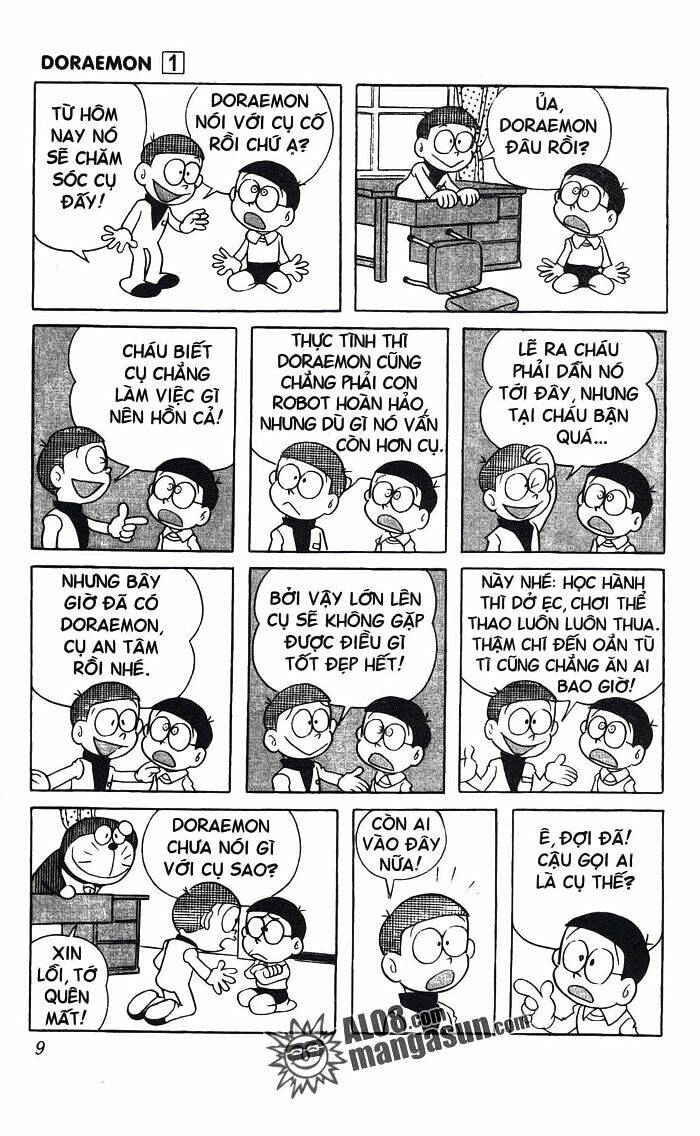 DORAEMON 1
ỦA,
DORAEMON
ĐÂU RỒI?
DORAEMON
NÓI VỚI CỤ CỐ
RỒI CHỨ Ạ?
TỪ HÔM
NAY NÓ
SẼ CHĂM
SÓC CỤ
ĐẤY!
LẼ RA CHÁU
PHẢI DẪN NÓ
TỚI ĐÂY, NHƯNG
TẠI CHÁU BẬN
QUÁ...
THỰC TÌNH THÌ
DORAEMON CŨNG
CHẲNG PHẢI CON
ROBOT HOÀN HẢO,
NHƯNG DÙ GÌ NÓ VẪN
CÒN HƠN CỤ.
CHÁU BIẾT
CỤ CHẲNG
LÀM VIỆC GÌ
NÊN HỒN CẢ!
NÀY NHÉ: HỌC HÀNH
THÌ DỞ ẸC, CHƠI THỂ
THAO LUÔN LUÔN THUA.
THẬM CHÍ ĐẾN OẲN TÙ
TÌ CŨNG CHẲNG ĂN AI
BAO GIỜ!
BỞI VẬY LỚN LÊN
CỤ SẼ KHÔNG GẶP
ĐƯỢC ĐIỀU GÌ
TỐT ĐẸP HẾT!
NHƯNG BÂY
GIỜ ĐÃ CÓ
DORAEMON,
CỤ AN TÂM
RỒI NHÉ.
Ê, ĐỢI ĐÃ!
CẬU GỌI AI
LÀ CỤ THẾ?
CÒN AI
VÀO ĐÂY
NỮA!
DORAEMON
CHƯA NÓI GÌ
VỚI CỤ SAO?
XIN
LỖI, TỚ
QUÊN
MẤT!
9
ALO8.com
mangasun.com